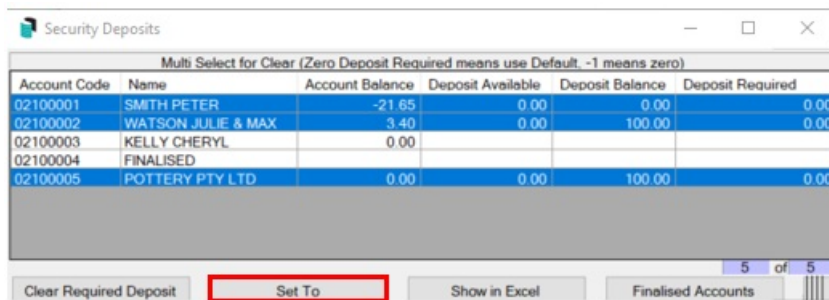 Security Deposits
Multi Select for Clear (Zero Deposit Required means use Default, -1 means zero)
Account Code Name Account Balance Deposit Available Deposit Balance Deposit Required
02100001 SMITH PETER -21.65 0.00 0.00 0.00
02100002 WATSON JULIE & MAX 3.40 0.00 100.00 0.00
02100003 KELLY CHERYL 0.00
02100004 FINALISED
02100005 POTTERY PTY LTD 0.00 0.00 100.00 0.00
5 of 5
Clear Required Deposit Set To Show in Excel Finalised Accounts